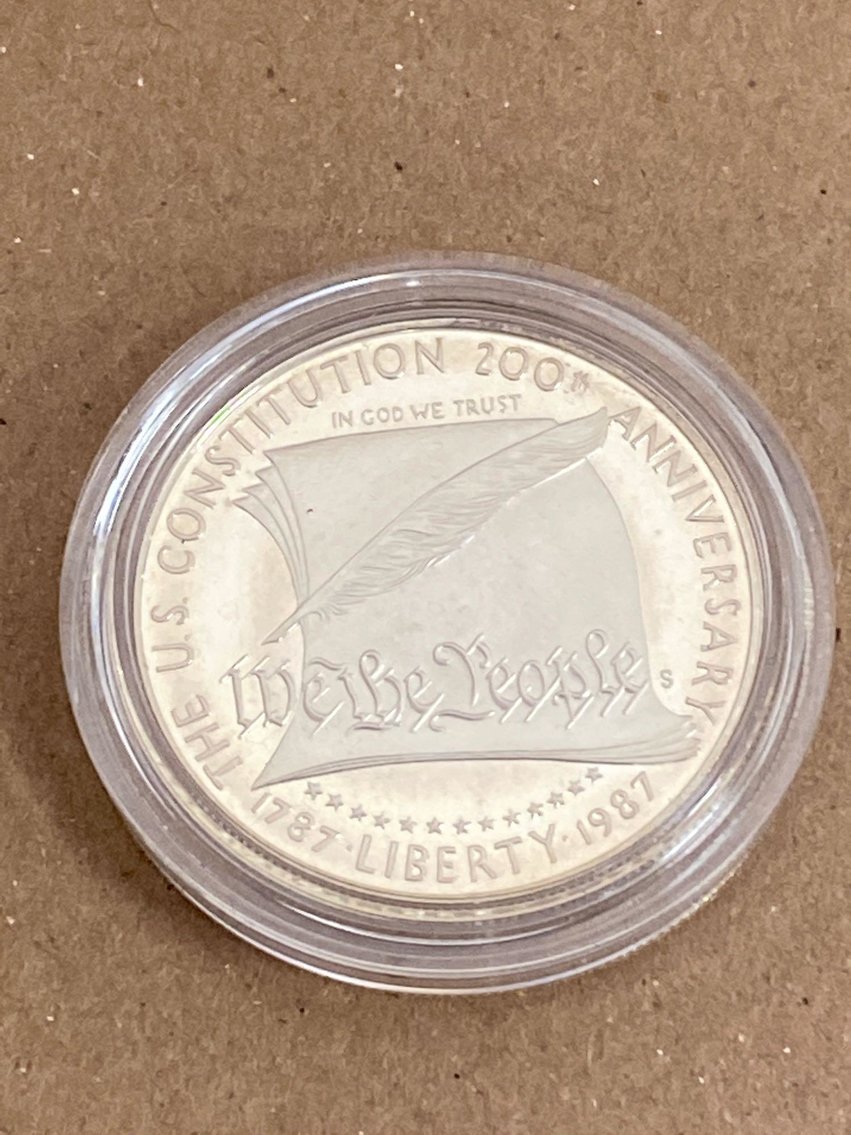 THE U.S. CONSTITUTION 200TH ANNIVERSARY
IN GOD WE TRUST
We the People
S
1787 · LIBERTY · 1987